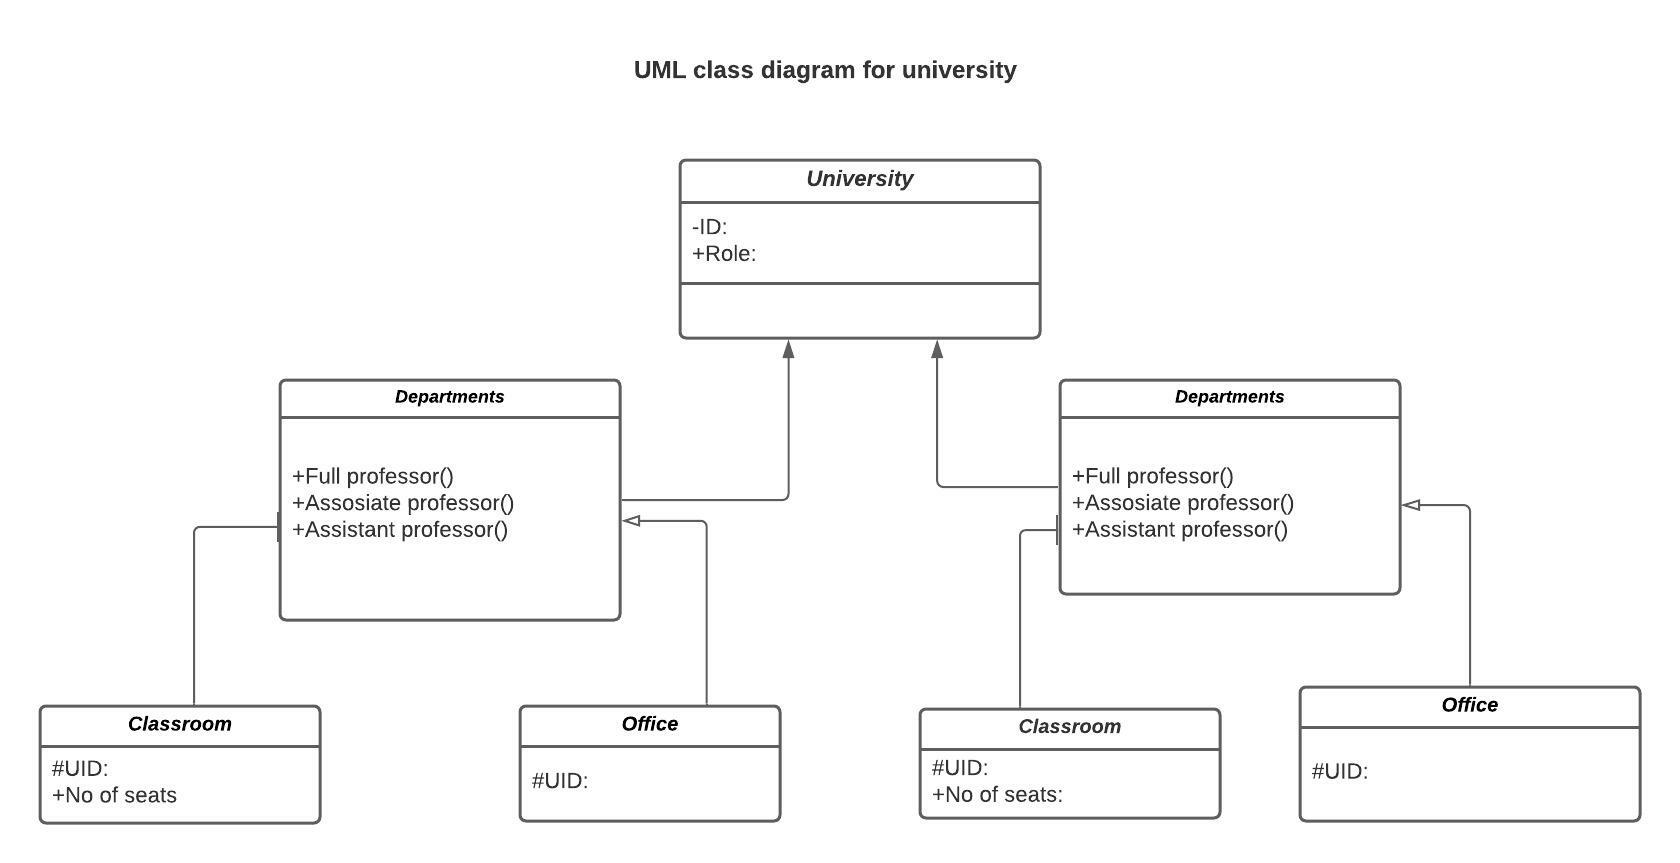 UML class diagram for university
University
-ID:
+Role:
Departments
+Full professor()
+Assosiate professor()
+Assistant professor()
Departments
+Full professor()
+Assosiate professor()
+Assistant professor()
Classroom
#UID:
+No of seats
Office
#UID:
Classroom
#UID:
+No of seats:
Office
#UID: